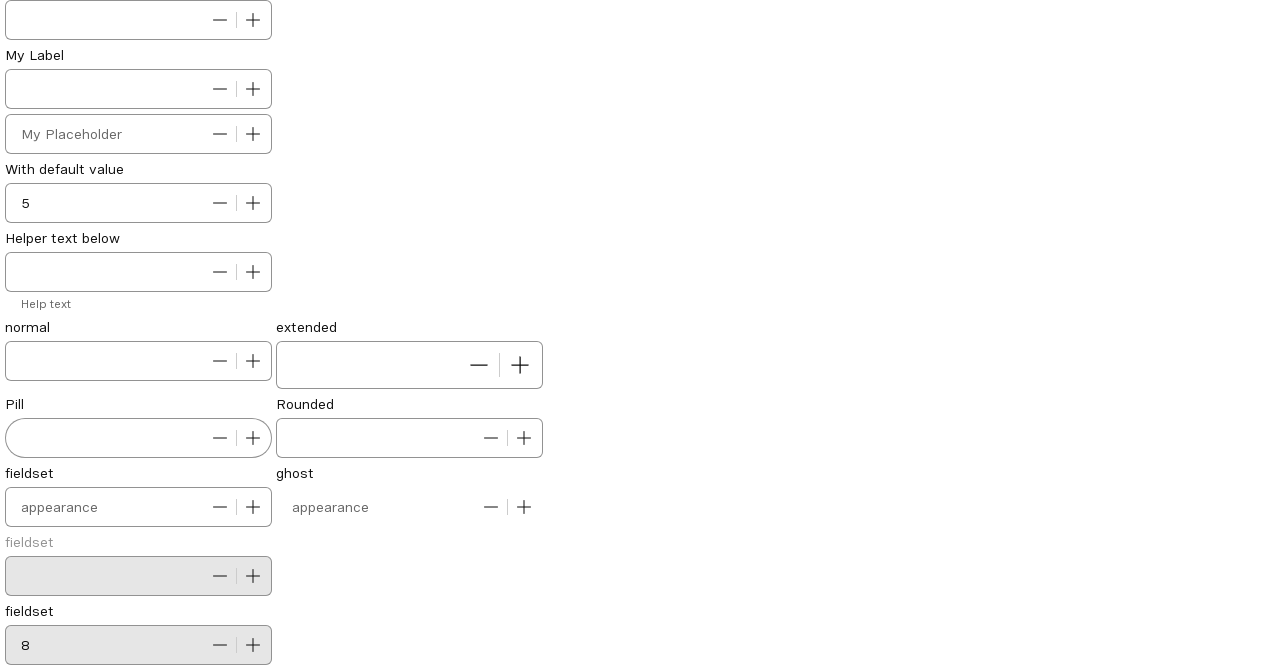 My Label
My Placeholder
With default value
5
Helper text below
Help text
normal
extended
Pill
Rounded
fieldset
ghost
appearance
appearance
fieldset
fieldset
8